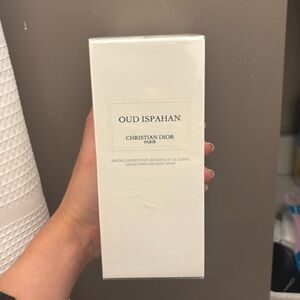 OUD ISPAHAN
CHRISTIAN DIOR
PARIS
SAVON LIQUIDE POUR LES MAINS ET LE CORPS
LIQUID HAND AND BODY SOAP